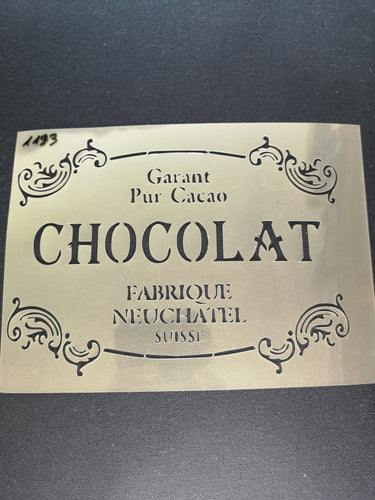 1193
Garant
Pur Cacao
CHOCOLAT
FABRIQUE
NEUCHATEL
SUISSE